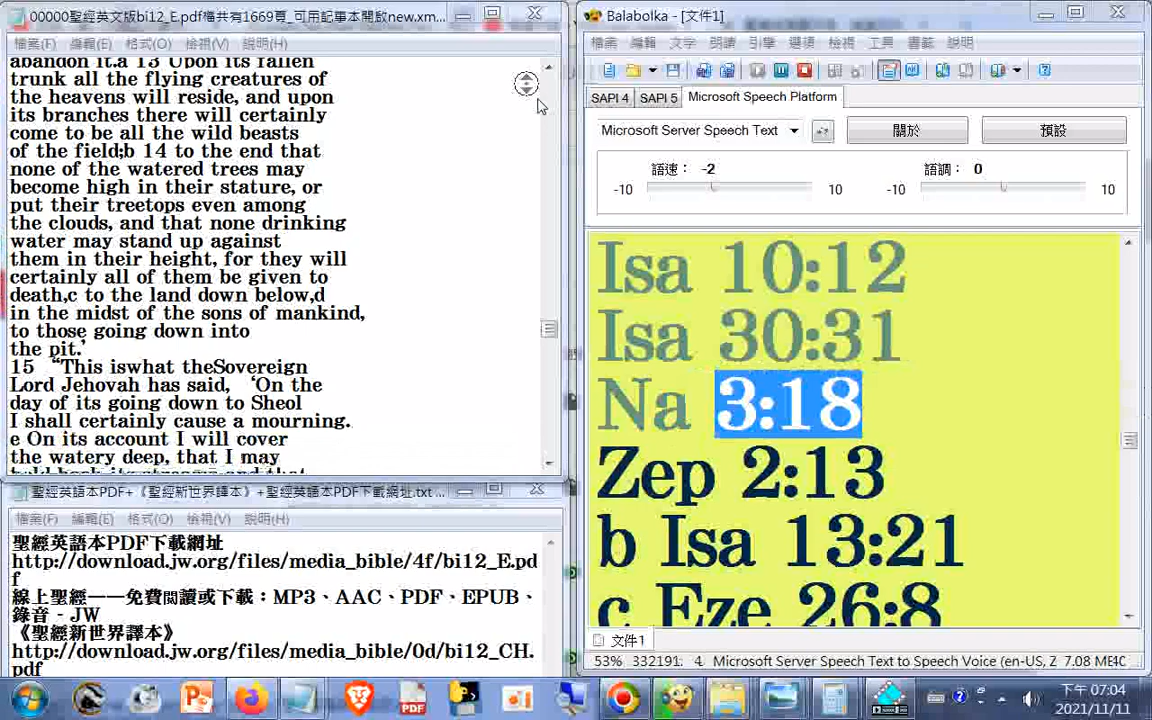 00000聖經英文版bi12_E.pdf檔共有1669頁_可用記事本開啟new.xm...
檔案(F) 編輯(E) 格式(O) 檢視(V) 說明(H)
abandon it.a 13 Upon its fallen
trunk all the flying creatures of
the heavens will reside, and upon
its branches there will certainly
come to be all the wild beasts
of the field;b 14 to the end that
none of the watered trees may
become high in their stature, or
put their treetops even among
the clouds, and that none drinking
water may stand up against
them in their height, for they will
certainly all of them be given to
death,c to the land down below,d
in the midst of the sons of mankind,
to those going down into
the pit.’
15 “This iswhat theSovereign
Lord Jehovah has said, ‘On the
day of its going down to Sheol
I shall certainly cause a mourning.
e On its account I will cover
the watery deep, that I may
聖經英語本PDF+《聖經新世界譯本》+聖經英語本PDF下載網址.txt ...
檔案(F) 編輯(E) 格式(O) 檢視(V) 說明(H)
聖經英語本PDF下載網址
http://download.jw.org/files/media_bible/4f/bi12_E.pd
f
線上聖經——免費閱讀或下載：MP3、AAC、PDF、EPUB、
錄音 - JW
《聖經新世界譯本》
http://download.jw.org/files/media_bible/0d/bi12_CH.
pdf
Balabolka - [文件1]
檔案 編輯 文字 朗讀 引擎 選項 檢視 工具 書籤 說明
SAPI 4 SAPI 5 Microsoft Speech Platform
Microsoft Server Speech Text 關於 預設
語速： -2 語調： 0
-10 10 -10 10
Isa 10:12
Isa 30:31
Na 3:18
Zep 2:13
b Isa 13:21
c Eze 26:8
文件1
53% 332191. 4. Microsoft Server Speech Text to Speech Voice (en-US, Z 7.08 ME4C
下午 07:04
2021/11/11